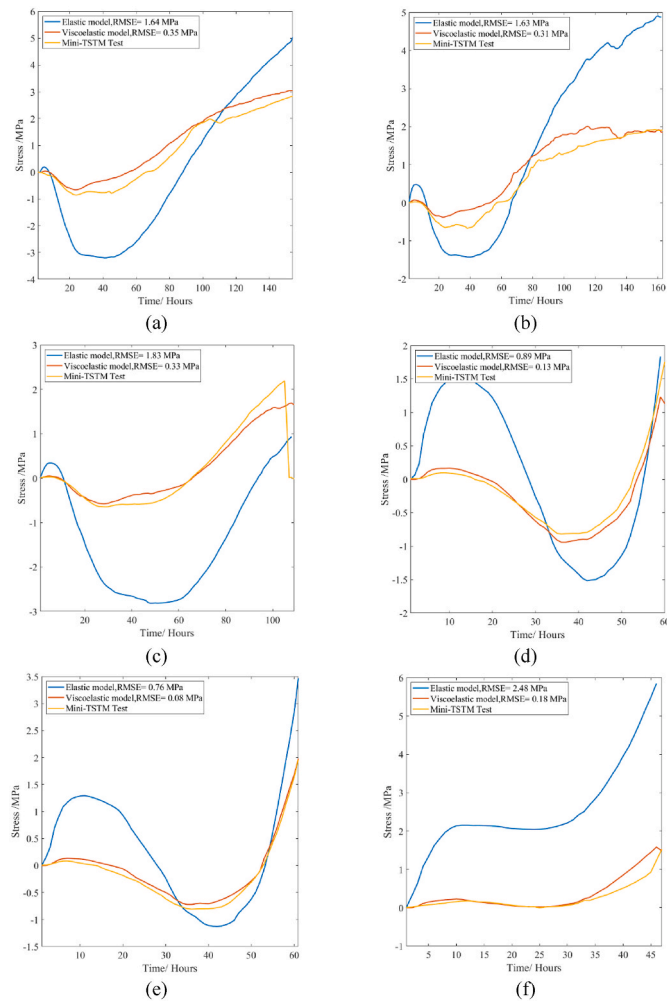 Elastic model,RMSE= 1.64 MPa
Viscoelastic model,RMSE= 0.35 MPa
Mini-TSTM Test
6
5
4
3
2
1
0
-1
-2
-3
-4
Stress /MPa
20 40 60 80 100 120 140
Time/ Hours
(a)
Elastic model,RMSE= 1.63 MPa
Viscoelastic model,RMSE= 0.31 MPa
Mini-TSTM Test
5
4
3
2
1
0
-1
-2
Stress /MPa
20 40 60 80 100 120 140 160
Time/ Hours
(b)
Elastic model,RMSE= 1.83 MPa
Viscoelastic model,RMSE= 0.33 MPa
Mini-TSTM Test
3
2
1
0
-1
-2
-3
Stress /MPa
20 40 60 80 100
Time/ Hours
(c)
Elastic model,RMSE= 0.89 MPa
Viscoelastic model,RMSE= 0.13 MPa
Mini-TSTM Test
2
1.5
1
0.5
0
-0.5
-1
-1.5
-2
Stress /MPa
10 20 30 40 50 60
Time/ Hours
(d)
Elastic model,RMSE= 0.76 MPa
Viscoelastic model,RMSE= 0.08 MPa
Mini-TSTM Test
3.5
3
2.5
2
1.5
1
0.5
0
-0.5
-1
-1.5
Stress /MPa
10 20 30 40 50 60
Time/ Hours
(e)
Elastic model,RMSE= 2.48 MPa
Viscoelastic model,RMSE= 0.18 MPa
Mini-TSTM Test
6
5
4
3
2
1
0
-1
Stress /MPa
5 10 15 20 25 30 35 40 45
Time/ Hours
(f)